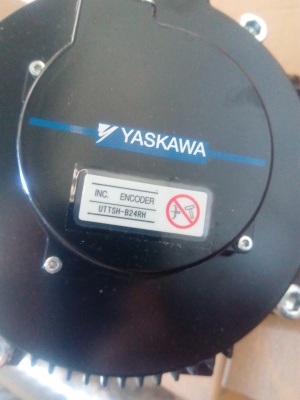 YASKAWA
INC. ENCODER
UTTSH-B24RH